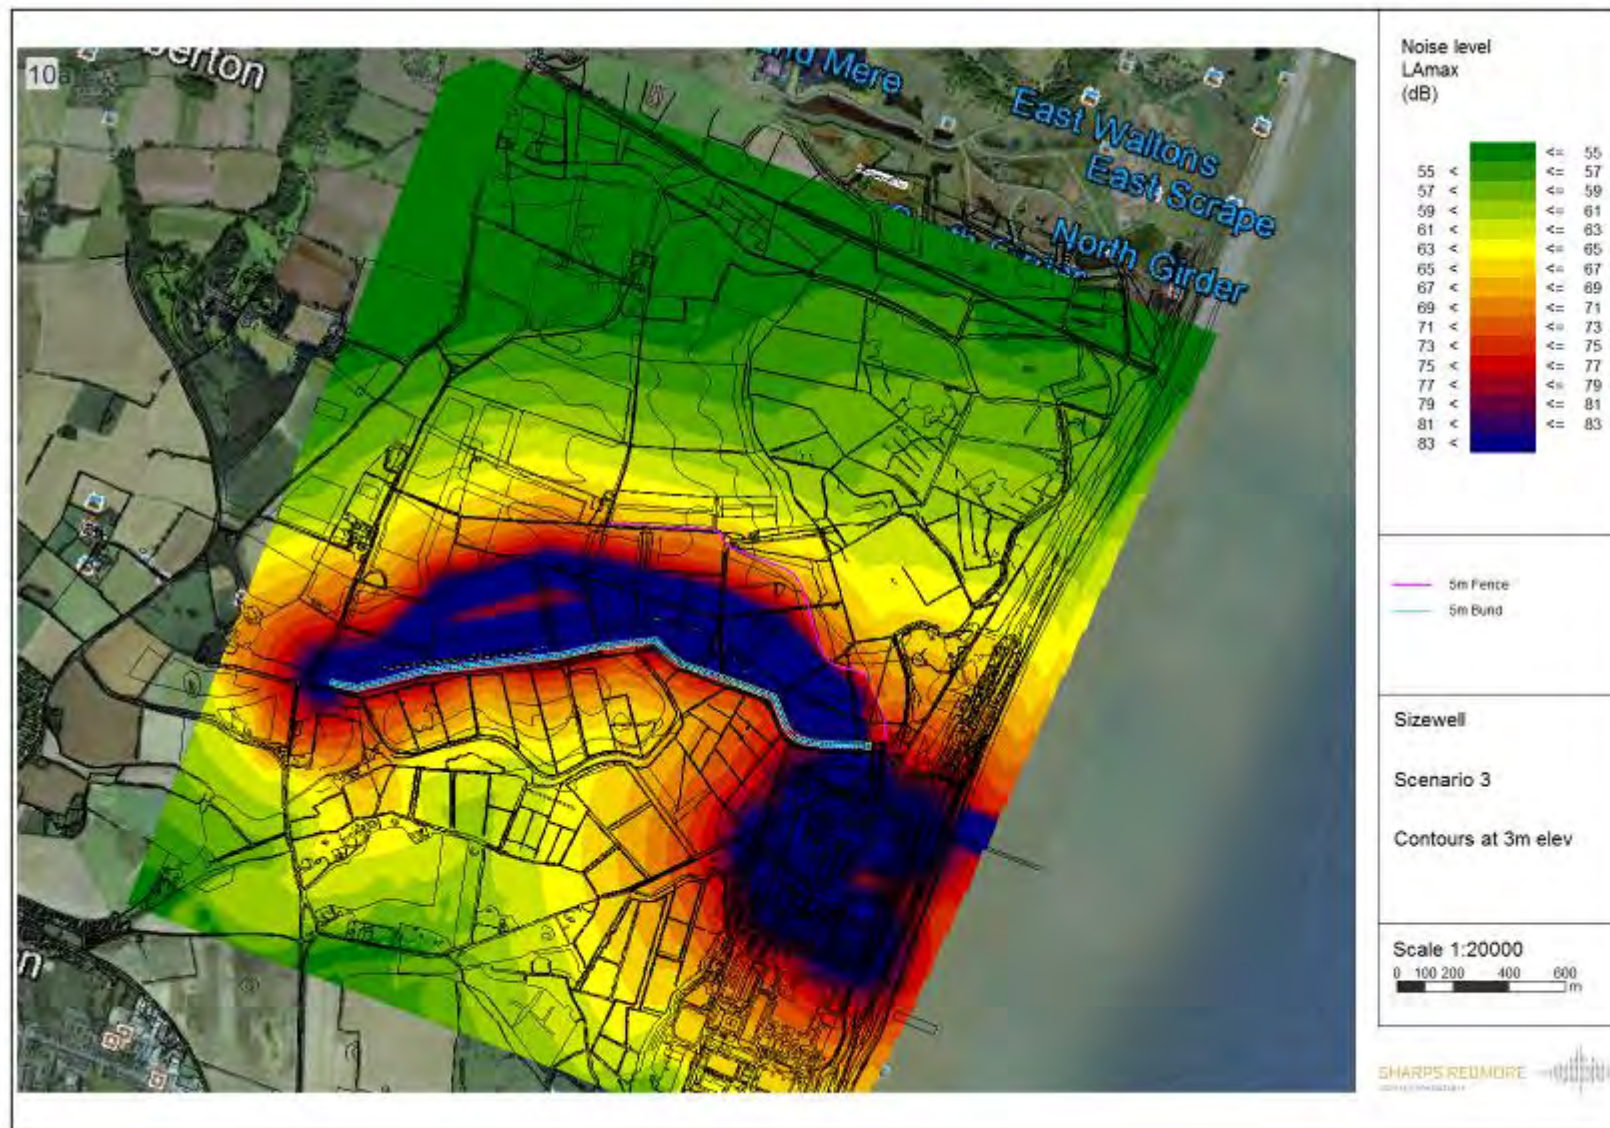 10a
berton
nd Mere
East Waltons
East Scrape
North Girder
n
Noise level
LAmax
(dB)
<= 55
55 < <= 57
57 < <= 59
59 < <= 61
61 < <= 63
63 < <= 65
65 < <= 67
67 < <= 69
69 < <= 71
71 < <= 73
73 < <= 75
75 < <= 77
77 < <= 79
79 < <= 81
81 < <= 83
83 <
5m Fence
5m Bund
Sizewell
Scenario 3
Contours at 3m elev
Scale 1:20000
0 100 200 400 600
m
SHARPS REDMORE